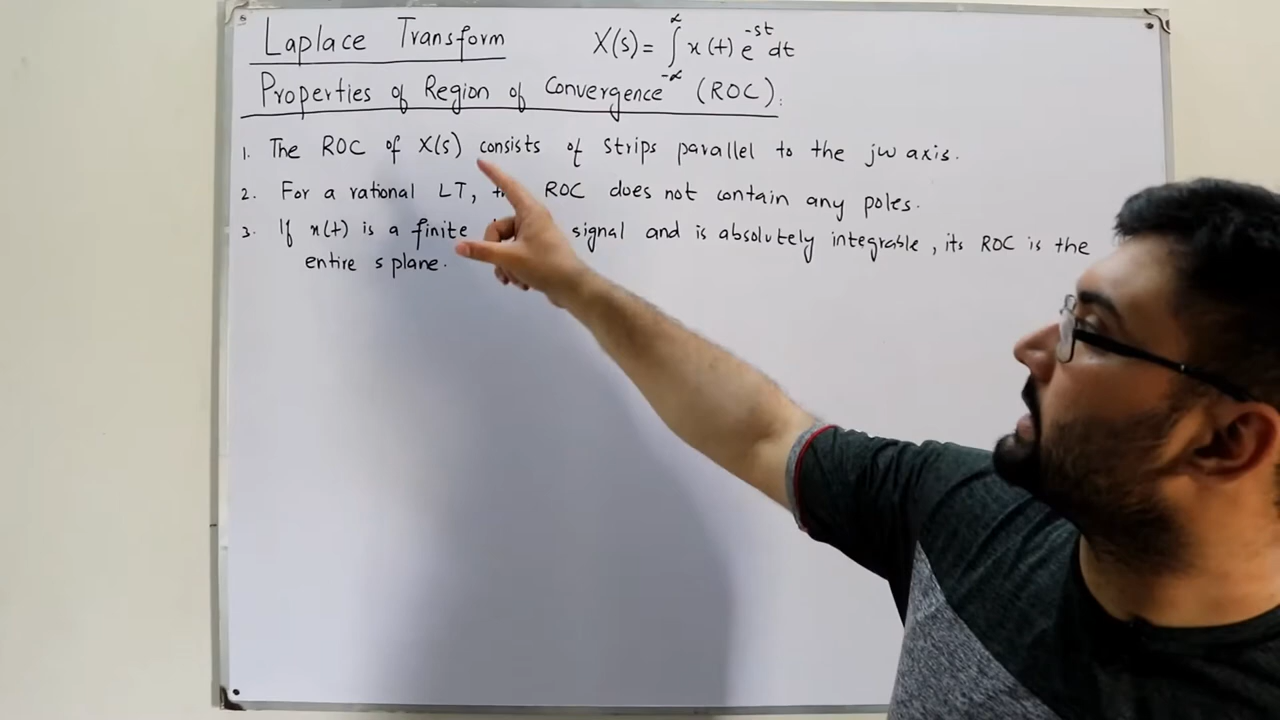 Laplace Transform X(s) = ∫ x(t) e^-st dt
∝
-∝
Properties of Region of Convergence (ROC):
1. The ROC of X(s) consists of strips parallel to the jw axis.
2. For a rational LT, ROC does not contain any poles.
3. If x(t) is a finite signal and is absolutely integrable, its ROC is the
entire s plane.